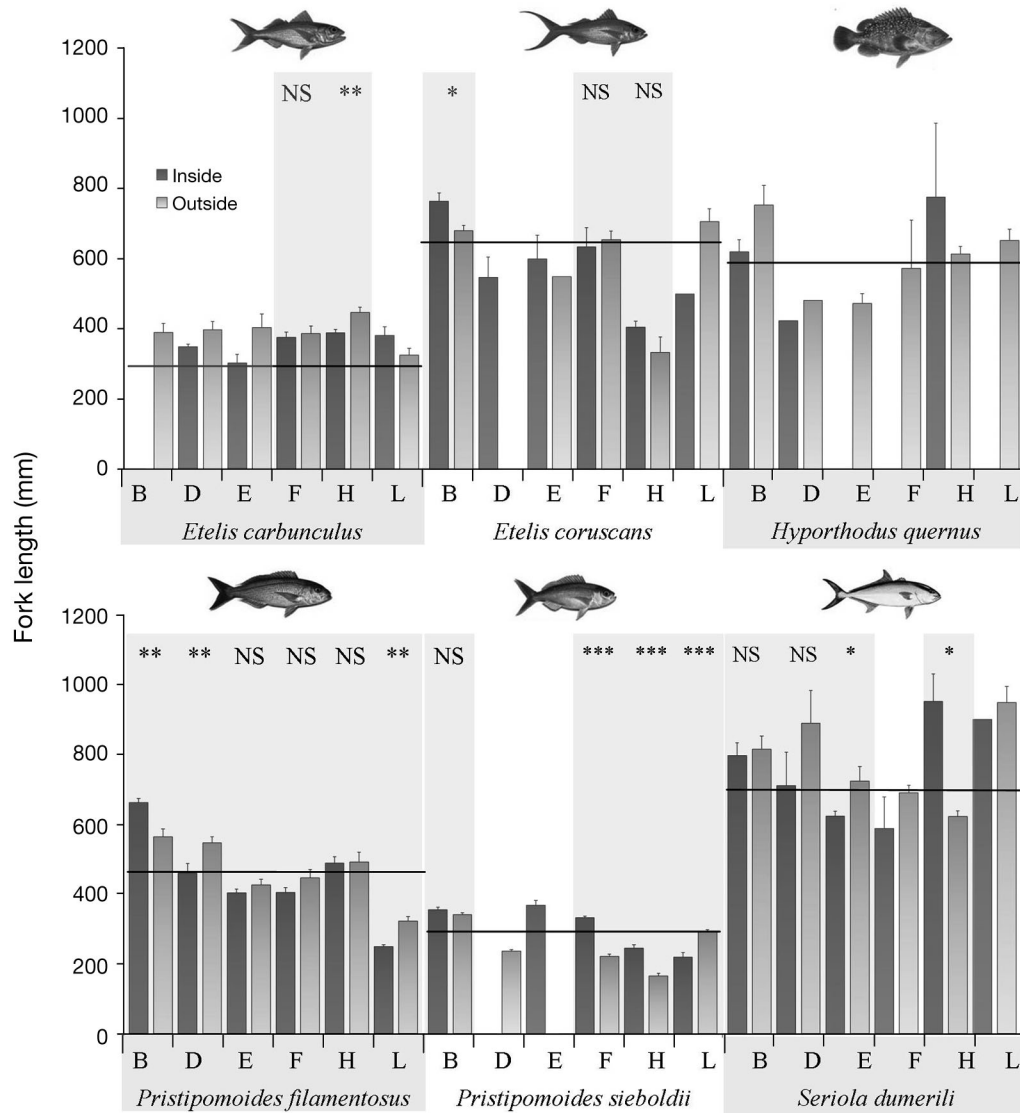 1200
NS ** * NS NS
1000
Inside
800
Outside
600
400
200
0
B D E F H L B D E F H L B D E F H L
Etelis carbunculus Etelis coruscans Hyporthodus quernus
Fork length (mm)
1200
** ** NS NS NS ** NS *** *** *** NS NS * *
1000
800
600
400
200
0
B D E F H L B D E F H L B D E F H L
Pristipomoides filamentosus Pristipomoides sieboldii Seriola dumerili